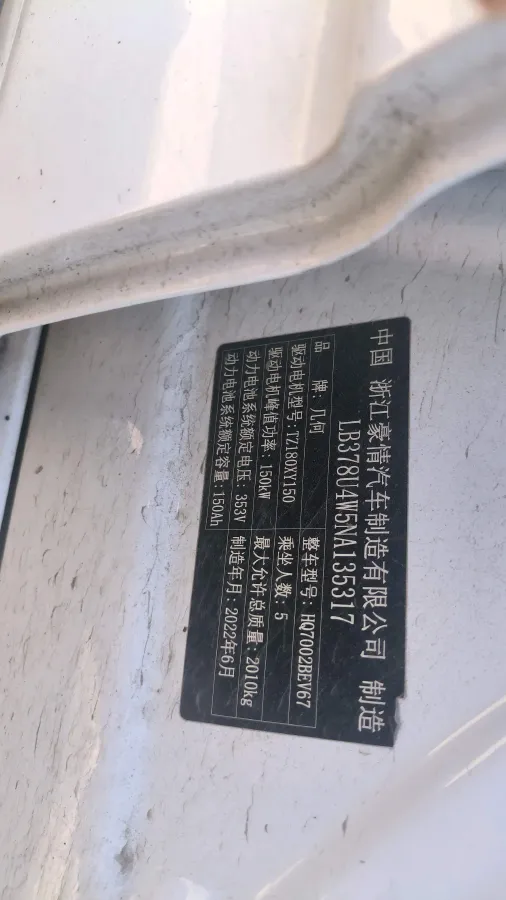 中国 浙江豪情汽车制造有限公司 制造
LB378U4W5NA135317
品 牌：几何 整车型号：HQ7002BEV67
驱动电机型号：TZ180XY150 乘坐人数：5
驱动电机峰值功率：150kW 最大允许总质量：2010kg
动力电池系统额定电压：353V 制造年月：2022年6月
动力电池系统额定容量：150Ah